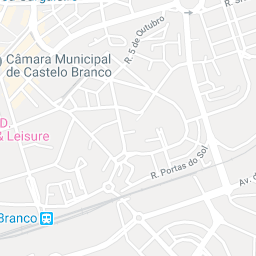 R. 5 de Outubro
Câmara Municipal
de Castelo Branco
D.
& Leisure
R. Portas do Sol
Av. d
Branco